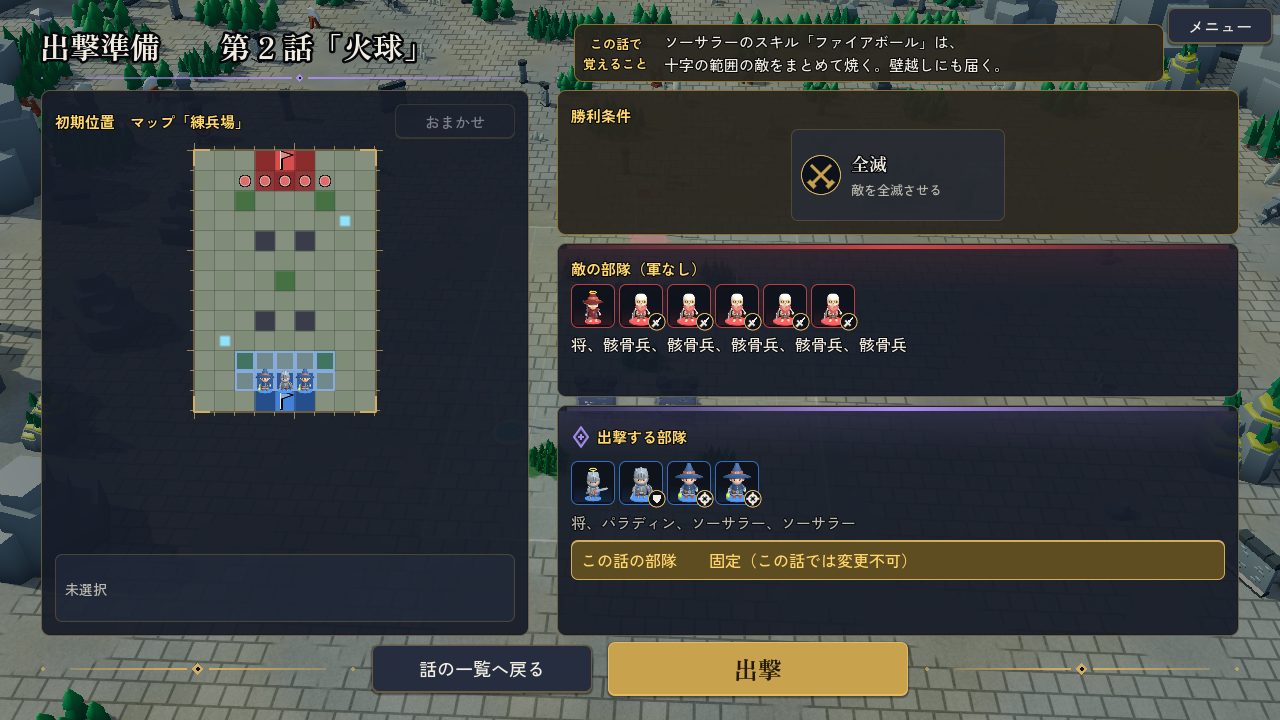 出撃準備　第２話「火球」
この話で
覚えること
ソーサラーのスキル「ファイアボール」は、
十字の範囲の敵をまとめて焼く。壁越しにも届く。
メニュー
初期位置　マップ「練兵場」
おまかせ
未選択
勝利条件
全滅
敵を全滅させる
敵の部隊（軍なし）
将、骸骨兵、骸骨兵、骸骨兵、骸骨兵、骸骨兵
出撃する部隊
将、パラディン、ソーサラー、ソーサラー
この話の部隊　固定（この話では変更不可）
話の一覧へ戻る
出撃